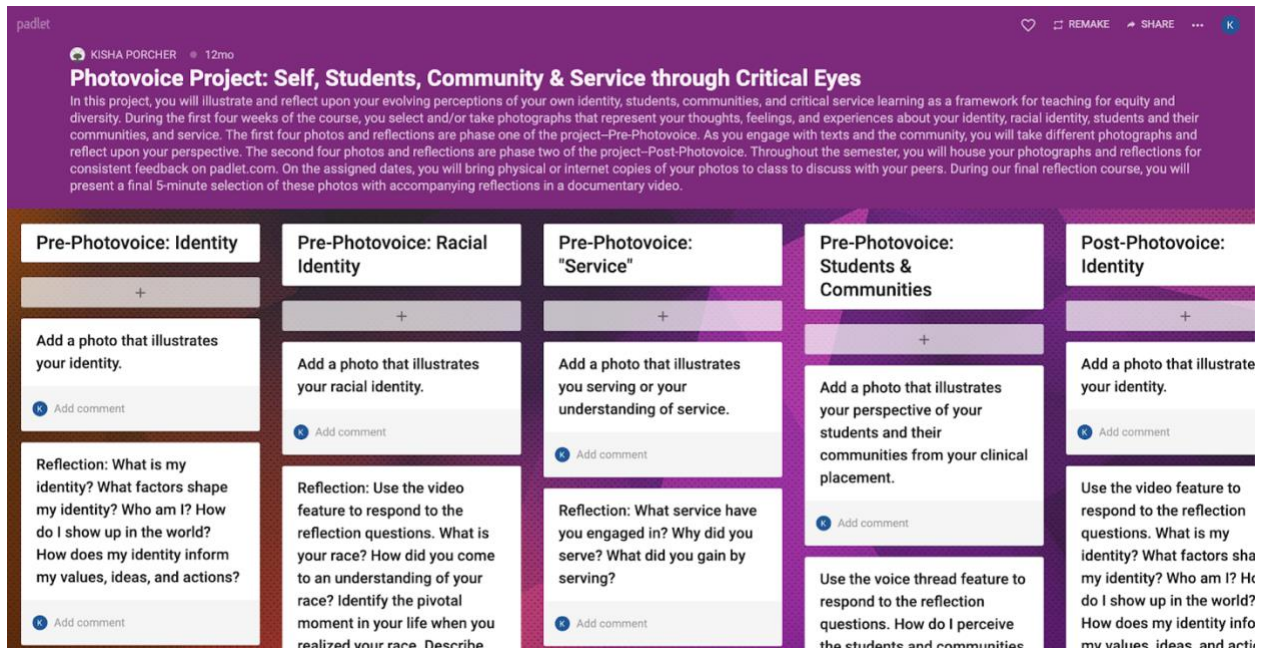 padlet
REMAKE
SHARE
K
KISHA PORCHER • 12mo
Photovoice Project: Self, Students, Community & Service through Critical Eyes
In this project, you will illustrate and reflect upon your evolving perceptions of your own identity, students, communities, and critical service learning as a framework for teaching for equity and
diversity. During the first four weeks of the course, you select and/or take photographs that represent your thoughts, feelings, and experiences about your identity, racial identity, students and their
communities, and service. The first four photos and reflections are phase one of the project–Pre-Photovoice. As you engage with texts and the community, you will take different photographs and
reflect upon your perspective. The second four photos and reflections are phase two of the project–Post-Photovoice. Throughout the semester, you will house your photographs and reflections for
consistent feedback on padlet.com. On the assigned dates, you will bring physical or internet copies of your photos to class to discuss with your peers. During our final reflection course, you will
present a final 5-minute selection of these photos with accompanying reflections in a documentary video.
Pre-Photovoice: Identity
+
Add a photo that illustrates
your identity.
K Add comment
Reflection: What is my
identity? What factors shape
my identity? Who am I? How
do I show up in the world?
How does my identity inform
my values, ideas, and actions?
K Add comment
Pre-Photovoice: Racial
Identity
+
Add a photo that illustrates
your racial identity.
K Add comment
Reflection: Use the video
feature to respond to the
reflection questions. What is
your race? How did you come
to an understanding of your
race? Identify the pivotal
moment in your life when you
realized your race. Describe
Pre-Photovoice:
"Service"
+
Add a photo that illustrates
you serving or your
understanding of service.
K Add comment
Reflection: What service have
you engaged in? Why did you
serve? What did you gain by
serving?
K Add comment
Pre-Photovoice:
Students &
Communities
+
Add a photo that illustrates
your perspective of your
students and their
communities from your clinical
placement.
K Add comment
Use the voice thread feature to
respond to the reflection
questions. How do I perceive
the students and communities
Post-Photovoice:
Identity
+
Add a photo that illustrate
your identity.
K Add comment
Use the video feature to
respond to the reflection
questions. What is my
identity? What factors sha
my identity? Who am I? Ho
do I show up in the world?
How does my identity info
my values, ideas, and acti